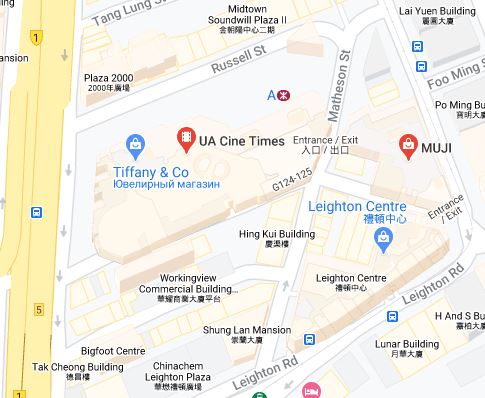 Tang Lung St
Midtown
Soundwill Plaza II
金朝陽中心二期
Lai Yuen Building
麗園大廈
1
Russell St
Matheson St
Foo Ming S
ansion
Plaza 2000
2000年廣場
A
Po Ming Bu
寶明大廈
UA Cine Times
Entrance / Exit
入口 / 出口
MUJI
Tiffany & Co
Ювелирный магазин
G124-125
Leighton Centre
禮頓中心
Entrance
/ Exit
Hing Kui Building
慶渠樓
Workingview
Commercial Building...
華耀商業大廈平台
Leighton Centre
禮頓中心
Leighton Rd
5
Shung Lan Mansion
崇蘭大廈
H And S Buil
嘉柏大廈
Bigfoot Centre
Lunar Building
月華大廈
Tak Cheong Building
德昌樓
Chinachem
Leighton Plaza
華懋禮頓廣場
Leighton Rd
1